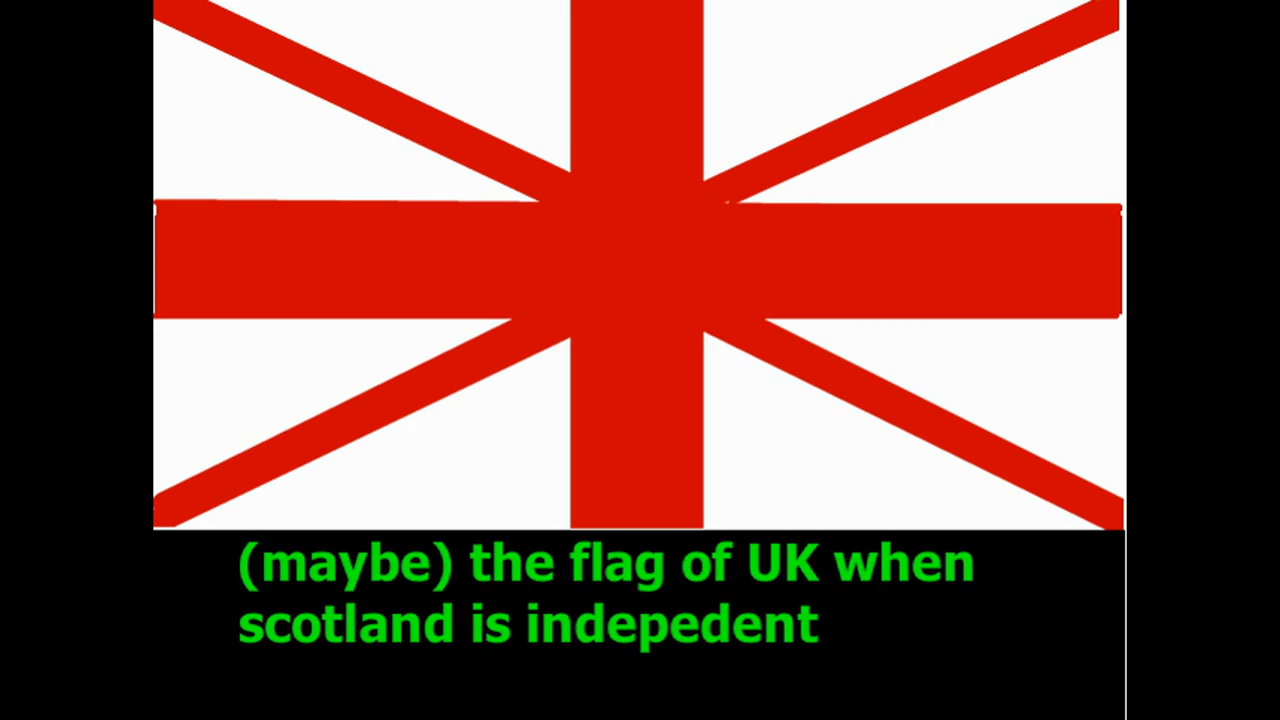 (maybe) the flag of UK when
scotland is indepedent